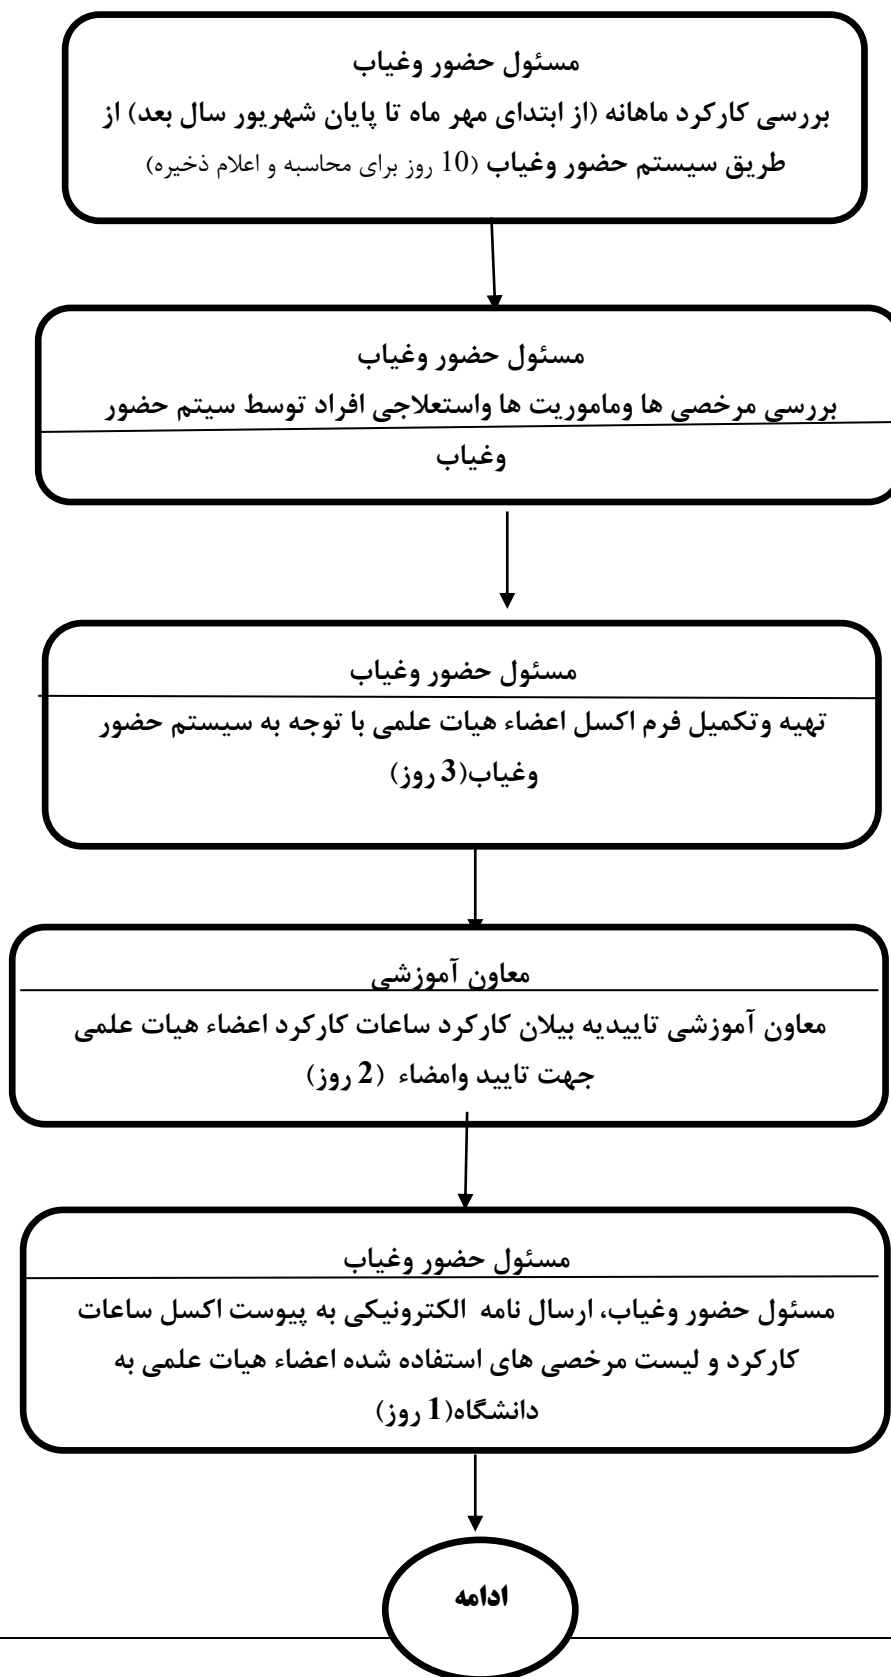 مسئول حضور وغیاب
بررسی کارکرد ماهانه (از ابتدای مهر ماه تا پایان شهریور سال بعد) از
طریق سیستم حضور وغیاب (10 روز برای محاسبه و اعلام ذخیره)
مسئول حضور وغیاب
بررسی مرخصی ها وماموریت ها واستعلاجی افراد توسط سیتم حضور
وغیاب
مسئول حضور وغیاب
تهیه وتکمیل فرم اکسل اعضاء هیات علمی با توجه به سیستم حضور
وغیاب(3 روز)
معاون آموزشی
معاون آموزشی تاییدیه بیلان کارکرد ساعات کارکرد اعضاء هیات علمی
جهت تایید وامضاء (2 روز)
مسئول حضور وغیاب
مسئول حضور وغیاب، ارسال نامه الکترونیکی به پیوست اکسل ساعات
کارکرد و لیست مرخصی های استفاده شده اعضاء هیات علمی به
دانشگاه(1 روز)
ادامه